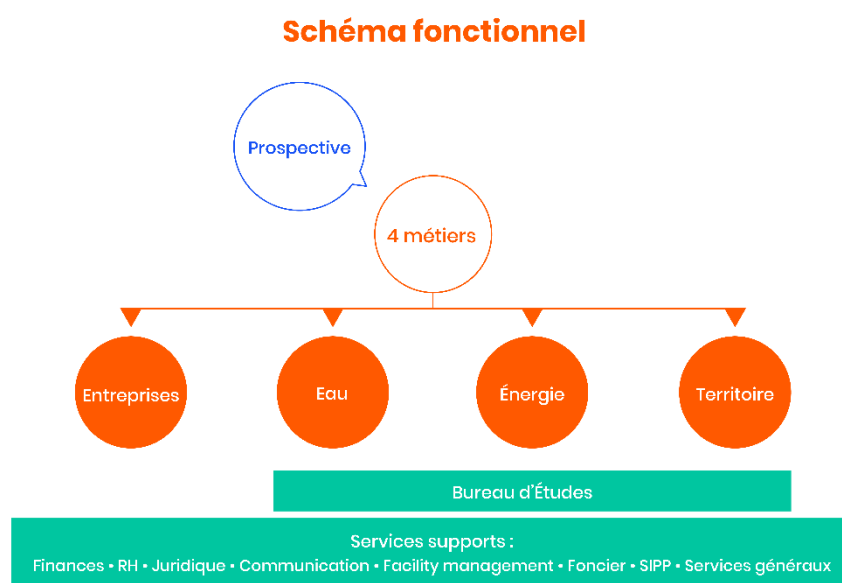 Schéma fonctionnel
Prospective
4 métiers
Entreprises
Eau
Énergie
Territoire
Bureau d'Études
Services supports :
Finances • RH • Juridique • Communication • Facility management • Foncier • SIPP • Services généraux